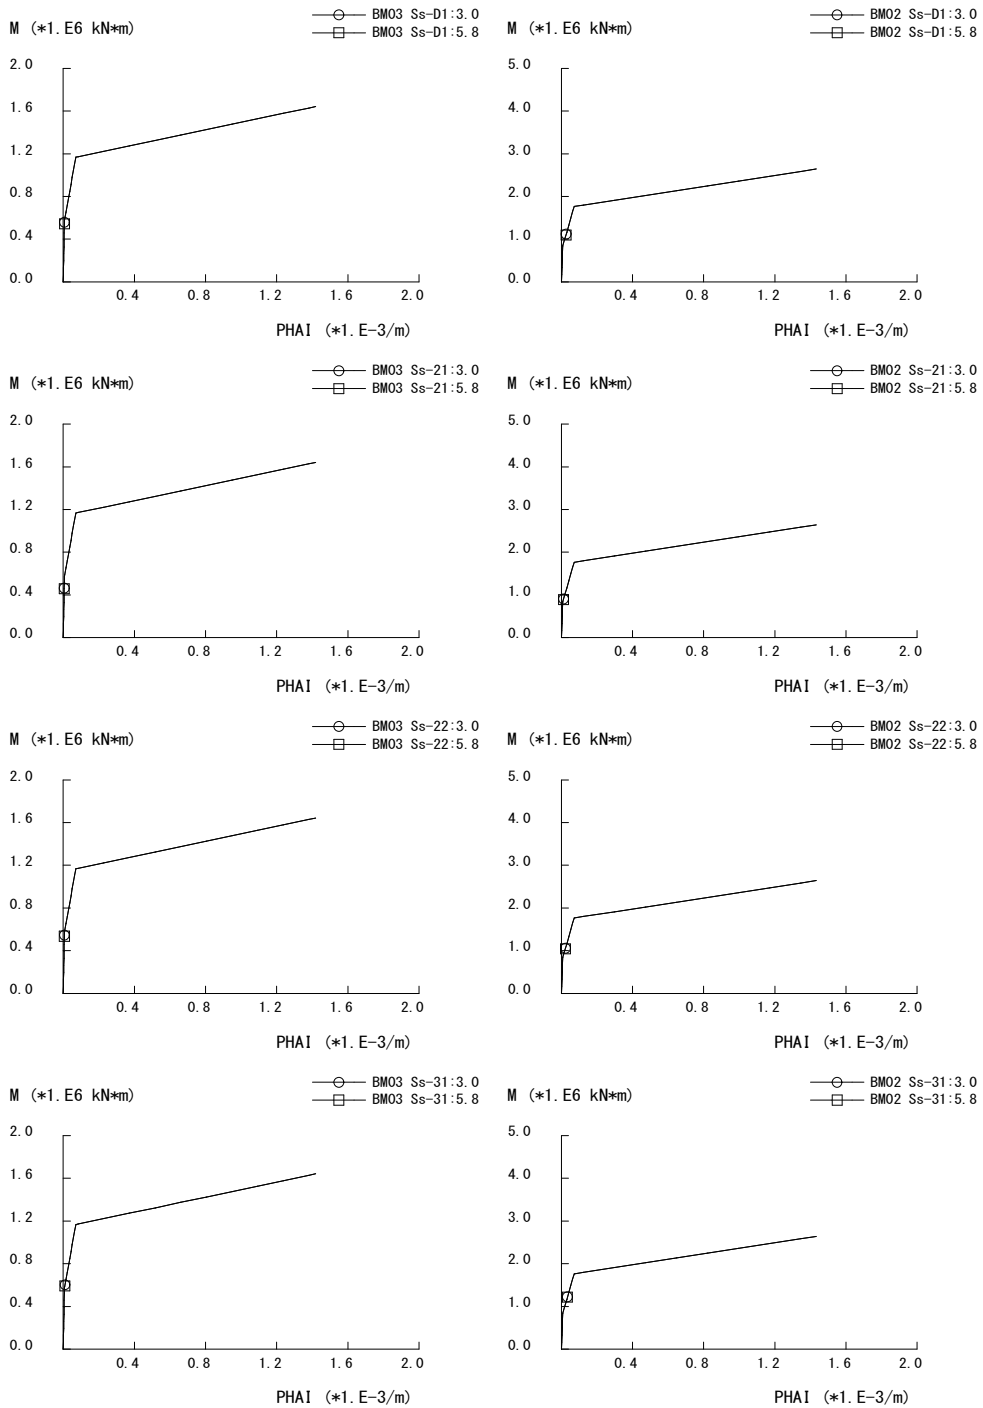 M (*1.E6 kN*m)
BM03 Ss-D1:3.0
BM03 Ss-D1:5.8
2.0
1.6
1.2
0.8
0.4
0.0
0.4 0.8 1.2 1.6 2.0
PHAI (*1.E-3/m)
M (*1.E6 kN*m)
BM02 Ss-D1:3.0
BM02 Ss-D1:5.8
5.0
4.0
3.0
2.0
1.0
0.0
0.4 0.8 1.2 1.6 2.0
PHAI (*1.E-3/m)
M (*1.E6 kN*m)
BM03 Ss-21:3.0
BM03 Ss-21:5.8
2.0
1.6
1.2
0.8
0.4
0.0
0.4 0.8 1.2 1.6 2.0
PHAI (*1.E-3/m)
M (*1.E6 kN*m)
BM02 Ss-21:3.0
BM02 Ss-21:5.8
5.0
4.0
3.0
2.0
1.0
0.0
0.4 0.8 1.2 1.6 2.0
PHAI (*1.E-3/m)
M (*1.E6 kN*m)
BM03 Ss-22:3.0
BM03 Ss-22:5.8
2.0
1.6
1.2
0.8
0.4
0.0
0.4 0.8 1.2 1.6 2.0
PHAI (*1.E-3/m)
M (*1.E6 kN*m)
BM02 Ss-22:3.0
BM02 Ss-22:5.8
5.0
4.0
3.0
2.0
1.0
0.0
0.4 0.8 1.2 1.6 2.0
PHAI (*1.E-3/m)
M (*1.E6 kN*m)
BM03 Ss-31:3.0
BM03 Ss-31:5.8
2.0
1.6
1.2
0.8
0.4
0.0
0.4 0.8 1.2 1.6 2.0
PHAI (*1.E-3/m)
M (*1.E6 kN*m)
BM02 Ss-31:3.0
BM02 Ss-31:5.8
5.0
4.0
3.0
2.0
1.0
0.0
0.4 0.8 1.2 1.6 2.0
PHAI (*1.E-3/m)